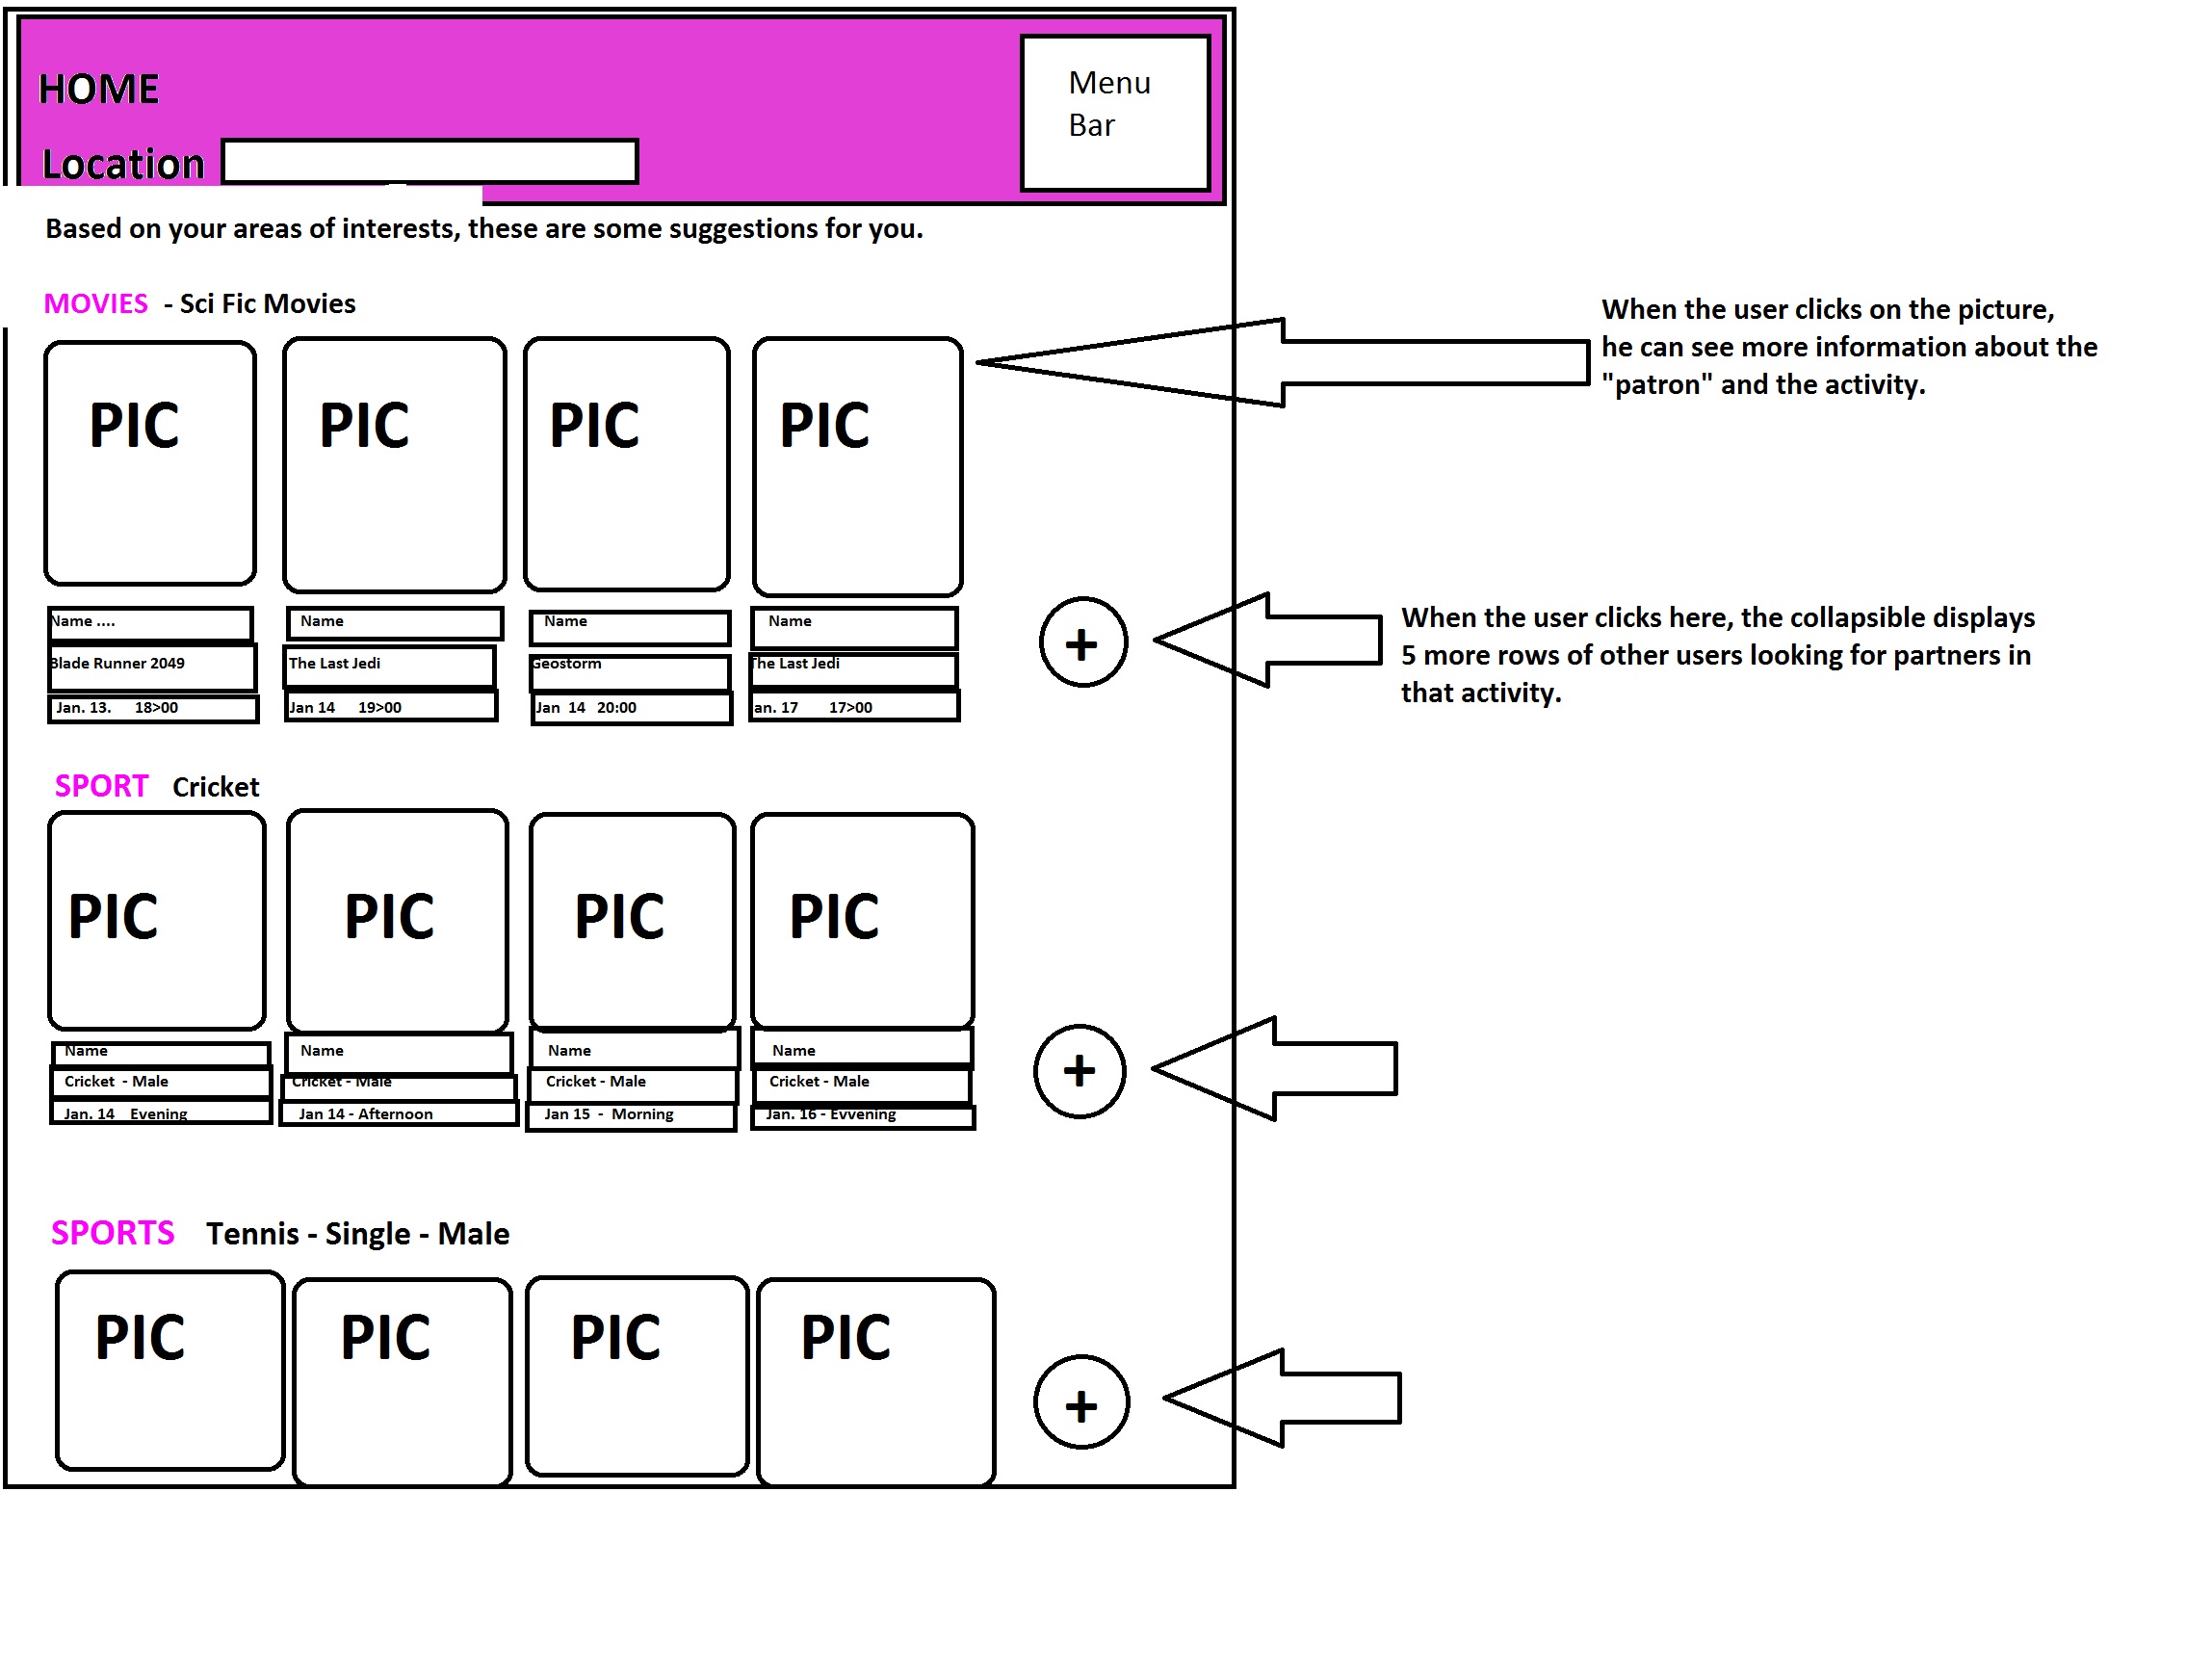 HOME
Menu
Bar
Location
Based on your areas of interests, these are some suggestions for you.
MOVIES - Sci Fic Movies
When the user clicks on the picture,
he can see more information about the
"patron" and the activity.
PIC PIC PIC PIC
Name .... Name Name Name
Blade Runner 2049 The Last Jedi Geostorm The Last Jedi
Jan. 13. 18>00 Jan 14 19>00 Jan 14 20:00 an. 17 17>00
+
When the user clicks here, the collapsible displays
5 more rows of other users looking for partners in
that activity.
SPORT Cricket
PIC PIC PIC PIC
Name Name Name Name
Cricket - Male Cricket - Male Cricket - Male Cricket - Male
Jan. 14 Evening Jan 14 - Afternoon Jan 15 - Morning Jan. 16 - Evvening
+
SPORTS Tennis - Single - Male
PIC PIC PIC PIC
+